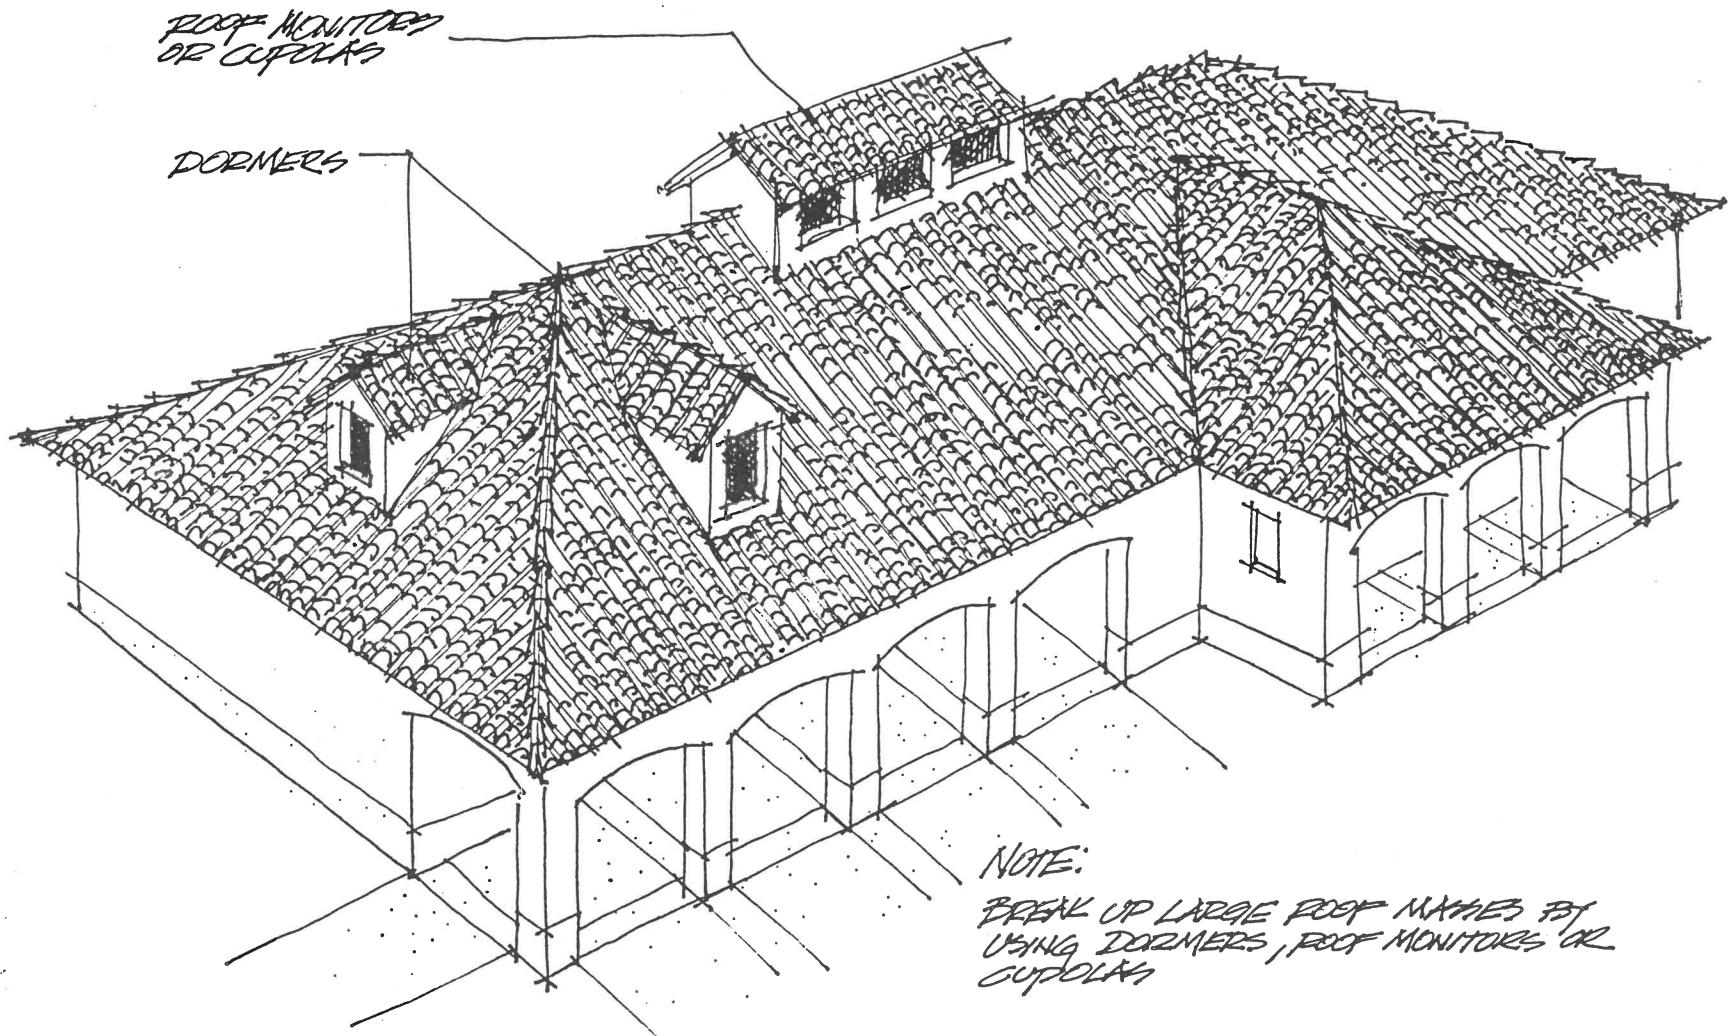 ROOF MONITORS
OR CUPOLAS
DORMERS
NOTE:
BREAK UP LARGE ROOF MASSES BY
USING DORMERS, ROOF MONITORS OR
CUPOLAS